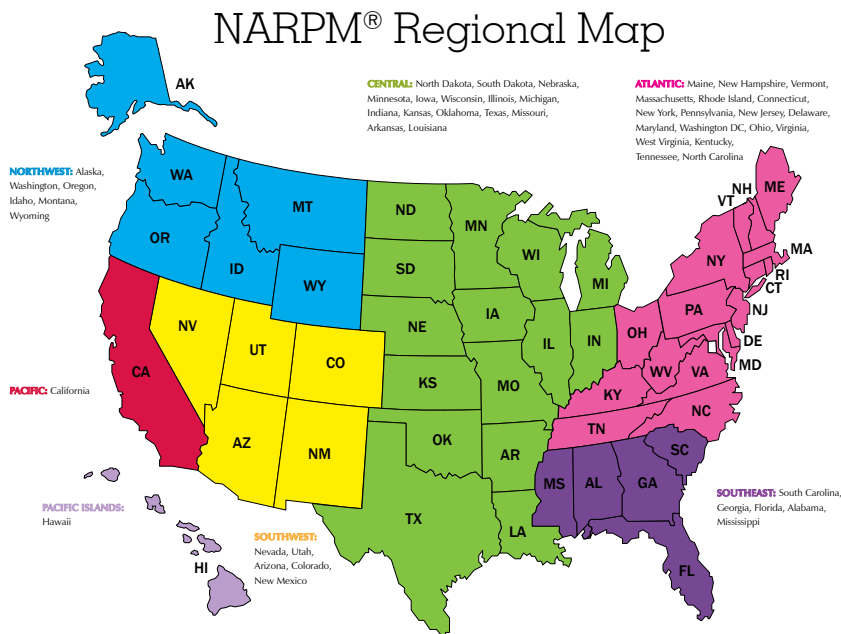 NARPM® Regional Map
AK
CENTRAL: North Dakota, South Dakota, Nebraska,
Minnesota, Iowa, Wisconsin, Illinois, Michigan,
Indiana, Kansas, Oklahoma, Texas, Missouri,
Arkansas, Louisiana
ATLANTIC: Maine, New Hampshire, Vermont,
Massachusetts, Rhode Island, Connecticut,
New York, Pennsylvania, New Jersey, Delaware,
Maryland, Washington DC, Ohio, Virginia,
West Virginia, Kentucky,
Tennessee, North Carolina
NORTHWEST: Alaska,
Washington, Oregon,
Idaho, Montana,
Wyoming
WA
MT
ND
MN
VT
NH
ME
OR
ID
WY
SD
WI
MI
NY
MA
RI
CT
NV
UT
CO
NE
IA
IL
IN
OH
PA
NJ
DE
MD
CA
KS
MO
KY
WV
VA
PACIFIC: California
AZ
NM
OK
AR
TN
NC
SC
MS
AL
GA
TX
LA
FL
PACIFIC ISLANDS:
Hawaii
HI
SOUTHWEST:
Nevada, Utah,
Arizona, Colorado,
New Mexico
SOUTHEAST: South Carolina,
Georgia, Florida, Alabama,
Mississippi